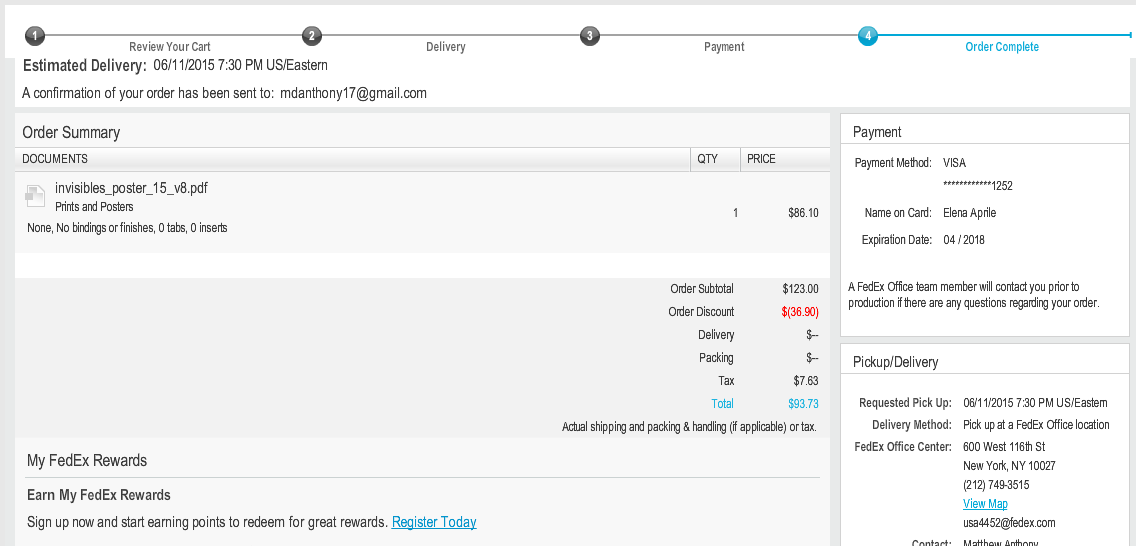 1 2 3 4
Review Your Cart Delivery Payment Order Complete
Estimated Delivery: 06/11/2015 7:30 PM US/Eastern
A confirmation of your order has been sent to: mdanthony17@gmail.com
Order Summary
DOCUMENTS QTY PRICE
invisibles_poster_15_v8.pdf
Prints and Posters
1 $86.10
None, No bindings or finishes, 0 tabs, 0 inserts
Order Subtotal $123.00
Order Discount $(36.90)
Delivery $--
Packing $--
Tax $7.63
Total $93.73
Actual shipping and packing & handling (if applicable) or tax.
My FedEx Rewards
Earn My FedEx Rewards
Sign up now and start earning points to redeem for great rewards. Register Today
Payment
Payment Method: VISA
************1252
Name on Card: Elena Aprile
Expiration Date: 04 / 2018
A FedEx Office team member will contact you prior to
production if there are any questions regarding your order.
Pickup/Delivery
Requested Pick Up: 06/11/2015 7:30 PM US/Eastern
Delivery Method: Pick up at a FedEx Office location
FedEx Office Center: 600 West 116th St
New York, NY 10027
(212) 749-3515
View Map
usa4452@fedex.com
Contact: Matthew Anthony